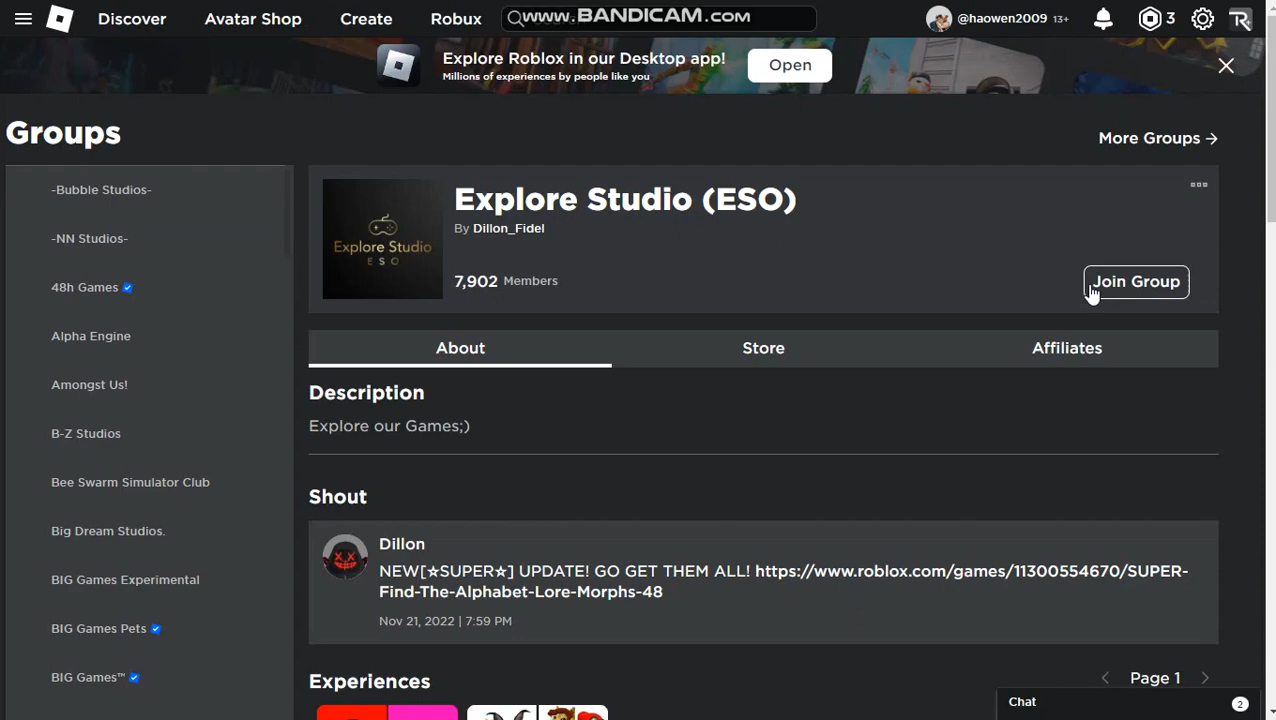 Discover
Avatar Shop
Create
Robux
www.BANDICAM.com
@haowen2009 13+
3
Explore Roblox in our Desktop app!
Millions of experiences by people like you
Open
Groups
More Groups
-Bubble Studios-
-NN Studios-
48h Games
Alpha Engine
Amongst Us!
B-Z Studios
Bee Swarm Simulator Club
Big Dream Studios.
BIG Games Experimental
BIG Games Pets
BIG Games™
Explore Studio
E S O
Explore Studio (ESO)
By Dillon_Fidel
7,902 Members
Join Group
About
Store
Affiliates
Description
Explore our Games;)
Shout
Dillon
NEW[★SUPER★] UPDATE! GO GET THEM ALL! https://www.roblox.com/games/11300554670/SUPER-
Find-The-Alphabet-Lore-Morphs-48
Nov 21, 2022 | 7:59 PM
Experiences
Page 1
Chat
2